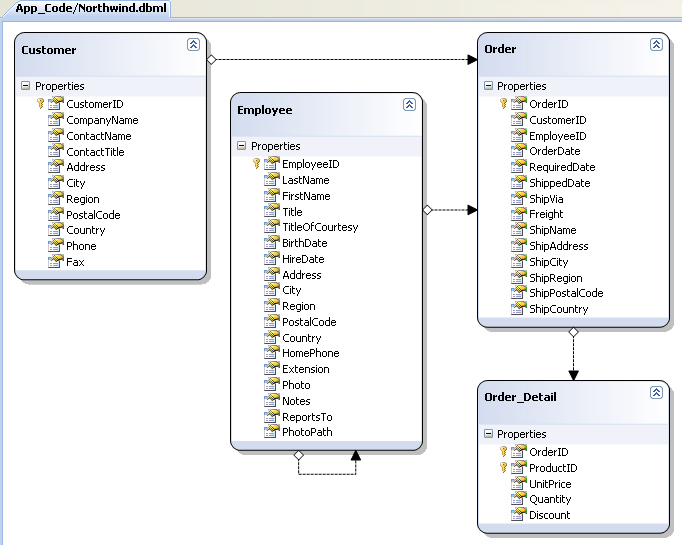 App_Code/Northwind.dbml
Customer
Properties
CustomerID
CompanyName
ContactName
ContactTitle
Address
City
Region
PostalCode
Country
Phone
Fax
Employee
Properties
EmployeeID
LastName
FirstName
Title
TitleOfCourtesy
BirthDate
HireDate
Address
City
Region
PostalCode
Country
HomePhone
Extension
Photo
Notes
ReportsTo
PhotoPath
Order
Properties
OrderID
CustomerID
EmployeeID
OrderDate
RequiredDate
ShippedDate
ShipVia
Freight
ShipName
ShipAddress
ShipCity
ShipRegion
ShipPostalCode
ShipCountry
Order_Detail
Properties
OrderID
ProductID
UnitPrice
Quantity
Discount